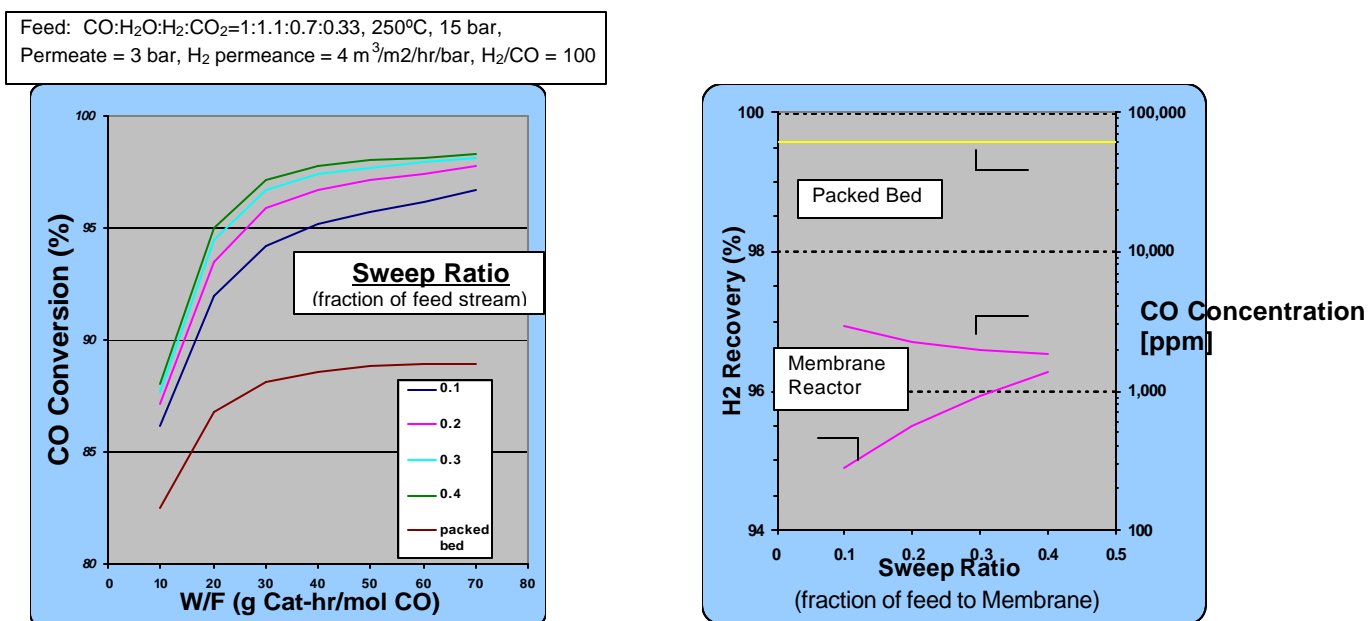 Feed: CO:H₂O:H₂:CO₂=1:1.1:0.7:0.33, 250ºC, 15 bar,
Permeate = 3 bar, H₂ permeance = 4 m³/m2/hr/bar, H₂/CO = 100
100
95
90
85
80
CO Conversion (%)
Sweep Ratio
(fraction of feed stream)
0.1
0.2
0.3
0.4
packed
bed
0 10 20 30 40 50 60 70 80
W/F (g Cat-hr/mol CO)
100
98
96
94
H2 Recovery (%)
Packed Bed
Membrane
Reactor
100,000
10,000
1,000
100
CO Concentration
[ppm]
0 0.1 0.2 0.3 0.4 0.5
Sweep Ratio
(fraction of feed to Membrane)